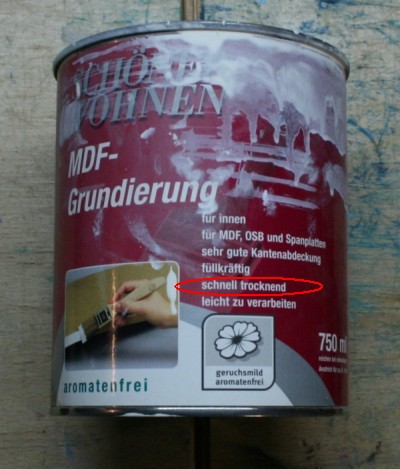 SCHÖNER
WOHNEN
MDF-
Grundierung
für innen
für MDF, OSB und Spanplatten
sehr gute Kantenabdeckung
füllkräftig
schnell trocknend
leicht zu verarbeiten
750 ml
geruchsmild
aromatenfrei
aromatenfrei